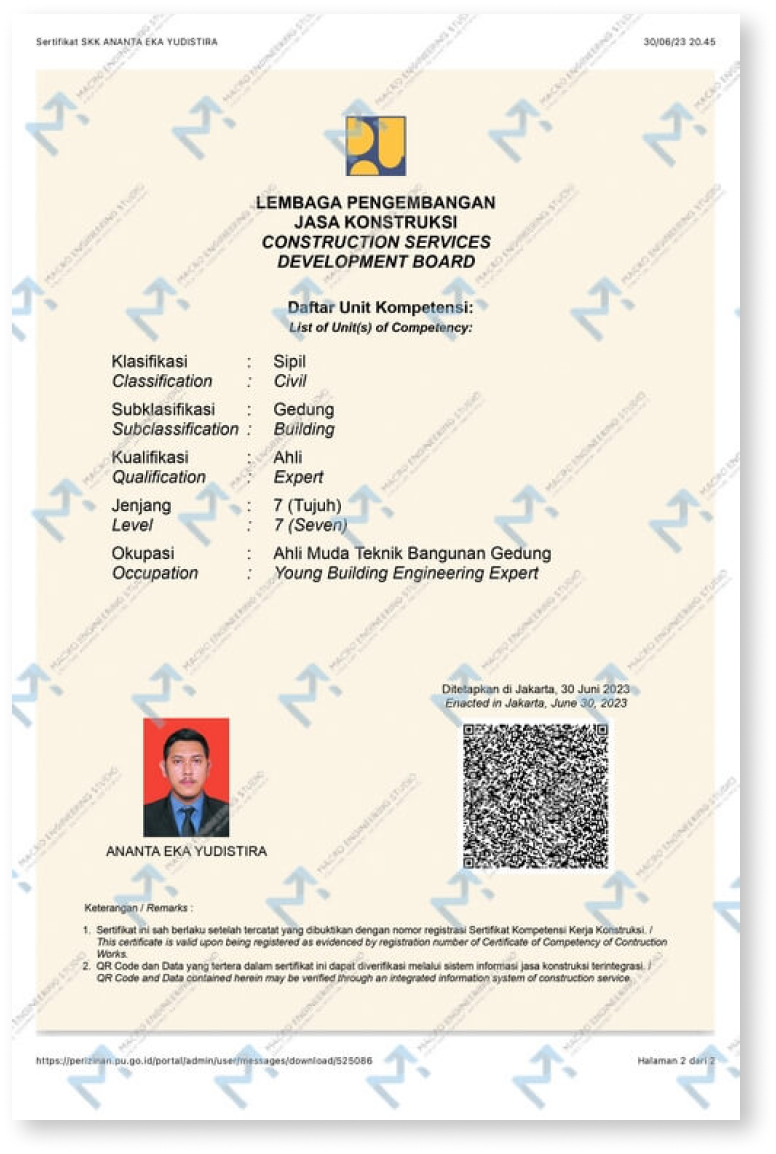 Sertifikat SKK ANANTA EKA YUDISTIRA
30/06/23 20.45
LEMBAGA PENGEMBANGAN
JASA KONSTRUKSI
CONSTRUCTION SERVICES
DEVELOPMENT BOARD
Daftar Unit Kompetensi:
List of Unit(s) of Competency:
Klasifikasi : Sipil
Classification : Civil
Subklasifikasi : Gedung
Subclassification : Building
Kualifikasi : Ahli
Qualification : Expert
Jenjang : 7 (Tujuh)
Level : 7 (Seven)
Okupasi : Ahli Muda Teknik Bangunan Gedung
Occupation : Young Building Engineering Expert
Ditetapkan di Jakarta, 30 Juni 2023
Enacted in Jakarta, June 30, 2023
ANANTA EKA YUDISTIRA
Keterangan / Remarks :
1. Sertifikat ini sah berlaku setelah tercatat yang dibuktikan dengan nomor registrasi Sertifikat Kompetensi Kerja Konstruksi. /
This certificate is valid upon being registered as evidenced by registration number of Certificate of Competency of Contruction
Works.
2. QR Code dan Data yang tertera dalam sertifikat ini dapat diverifikasi melalui sistem informasi jasa konstruksi terintegrasi. /
QR Code and Data contained herein may be verified through an integrated information system of construction service.
https://perizinan.pu.go.id/portal/admin/user/messages/download/525086
Halaman 2 dari 2
MACRO ENGINEERING STUDIO